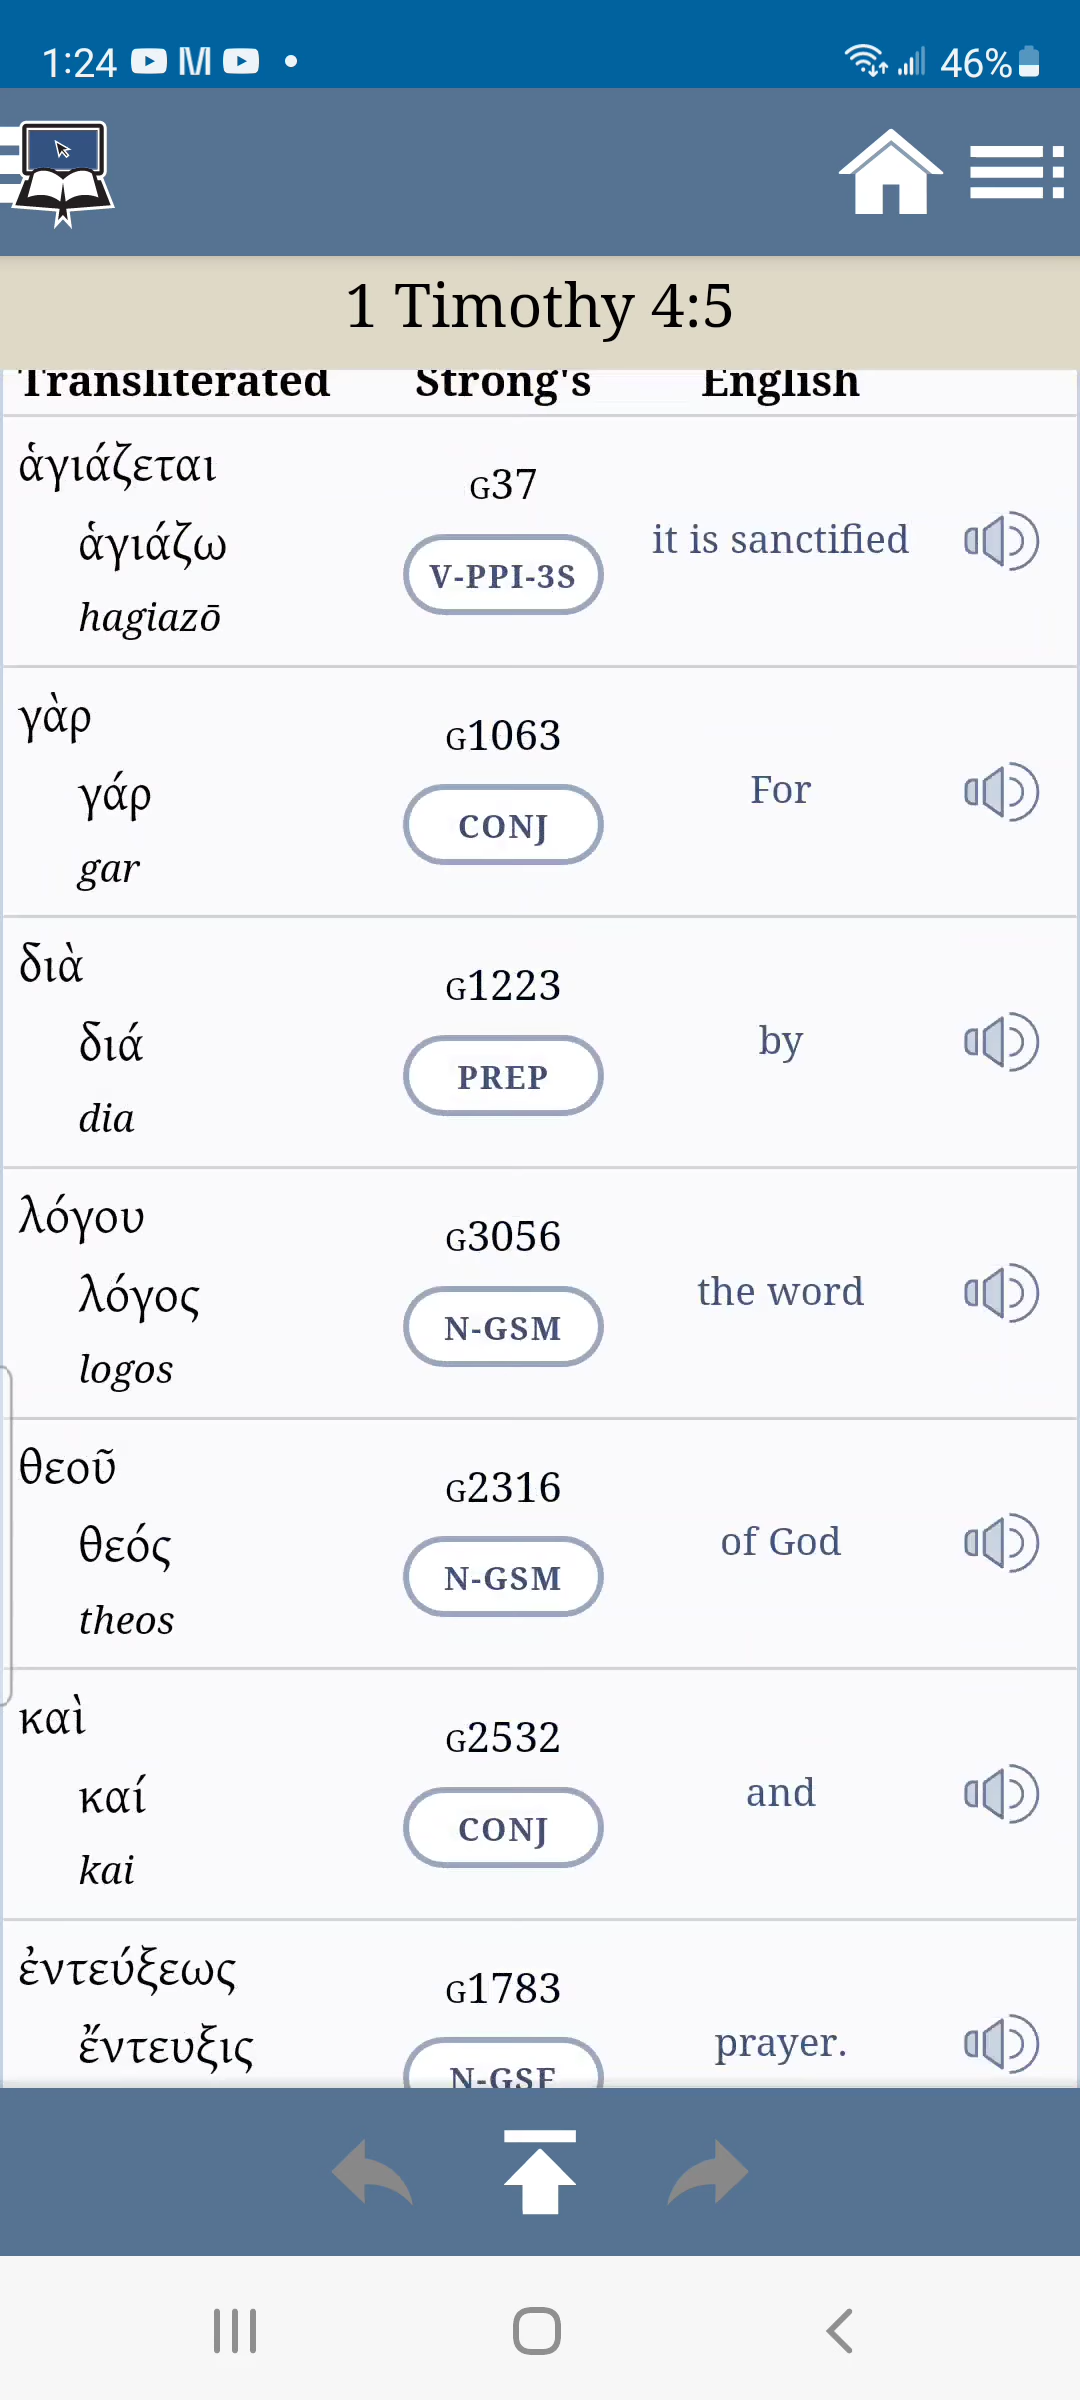 1:24
46%
1 Timothy 4:5
Transliterated Strong's English
ἁγιάζεται
ἁγιάζω
hagiazō
G37
V-PPI-3S
it is sanctified
γὰρ
γάρ
gar
G1063
CONJ
For
διὰ
διά
dia
G1223
PREP
by
λόγου
λόγος
logos
G3056
N-GSM
the word
θεοῦ
θεός
theos
G2316
N-GSM
of God
καὶ
καί
kai
G2532
CONJ
and
ἐντεύξεως
ἔντευξις
G1783
N-GSF
prayer.